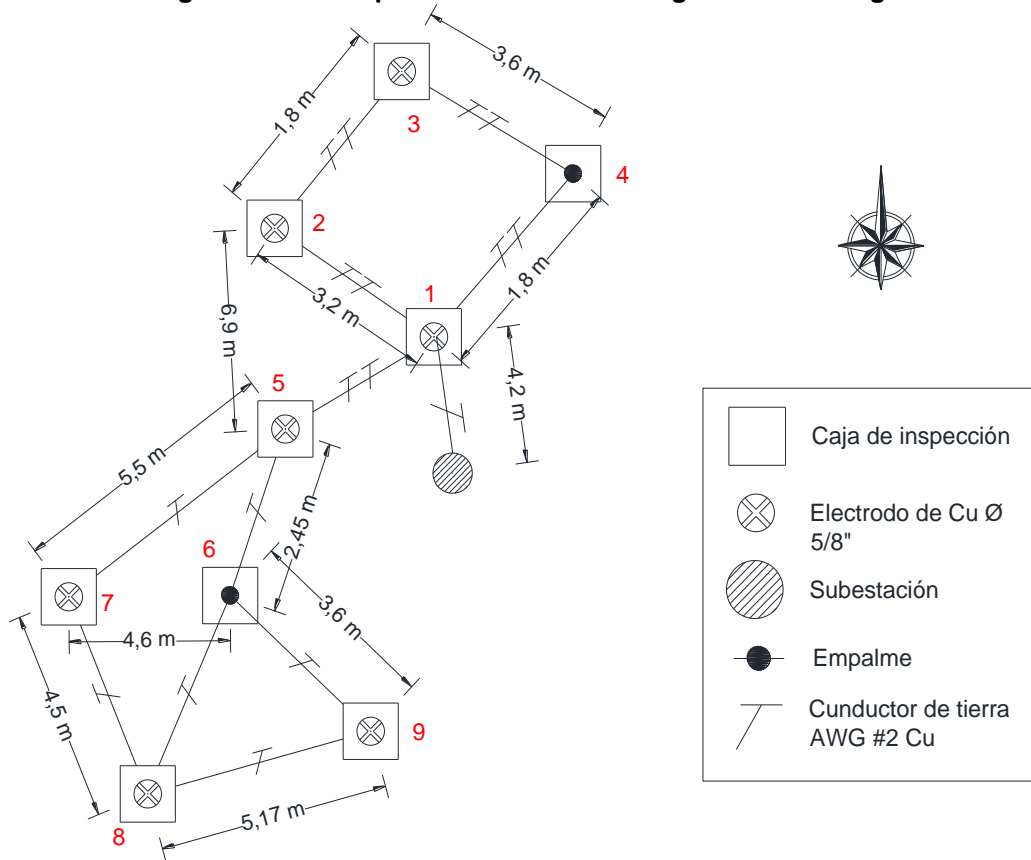 3,6 m
1,8 m
3
4
2
3,2 m
1
1,8 m
6,9 m
4,2 m
5
5,5 m
2,45 m
6
3,6 m
7
4,6 m
4,5 m
9
5,17 m
8
Caja de inspección
Electrodo de Cu Ø
5/8"
Subestación
Empalme
Cunductor de tierra
AWG #2 Cu